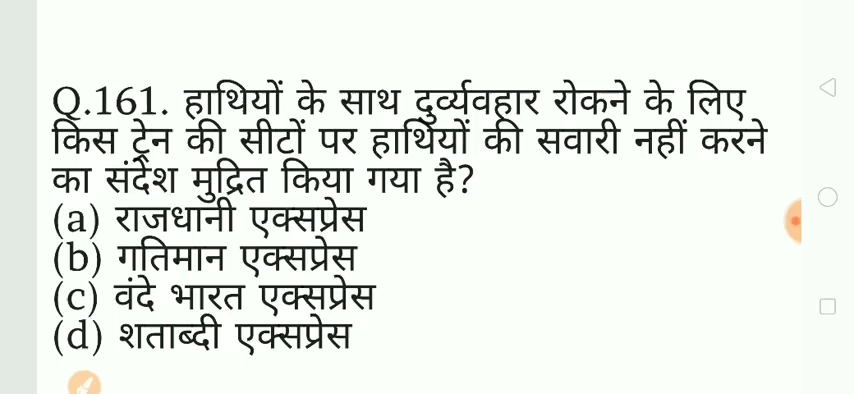 Q.161. हाथियों के साथ दुर्व्यवहार रोकने के लिए
किस ट्रेन की सीटों पर हाथियों की सवारी नहीं करने
का संदेश मुद्रित किया गया है?
(a) राजधानी एक्सप्रेस
(b) गतिमान एक्सप्रेस
(c) वंदे भारत एक्सप्रेस
(d) शताब्दी एक्सप्रेस